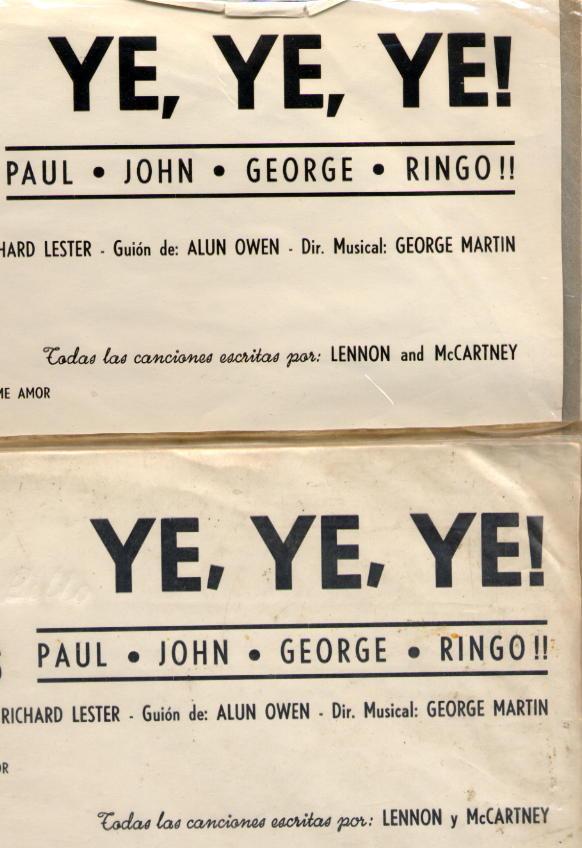 YE, YE, YE!
PAUL • JOHN • GEORGE • RINGO!!
HARD LESTER - Guión de: ALUN OWEN - Dir. Musical: GEORGE MARTIN
Todas las canciones escritas por: LENNON and McCARTNEY
ME AMOR
YE, YE, YE!
S PAUL • JOHN • GEORGE • RINGO!!
RICHARD LESTER - Guión de: ALUN OWEN - Dir. Musical: GEORGE MARTIN
OR
Todas las canciones escritas por: LENNON y McCARTNEY